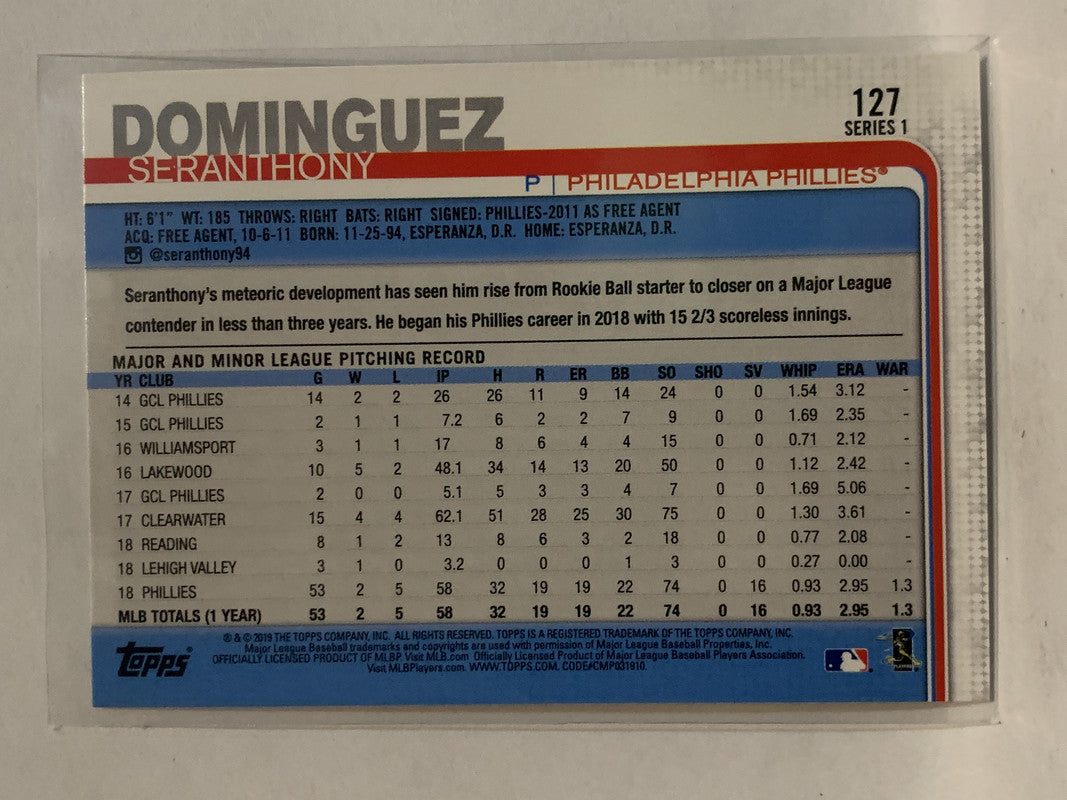 DOMINGUEZ
SERANTHONY
127
SERIES 1
P | PHILADELPHIA PHILLIES®
HT: 6'1" WT: 185 THROWS: RIGHT BATS: RIGHT SIGNED: PHILLIES-2011 AS FREE AGENT
ACQ: FREE AGENT, 10-6-11 BORN: 11-25-94, ESPERANZA, D.R. HOME: ESPERANZA, D.R.
@seranthony94
Seranthony's meteoric development has seen him rise from Rookie Ball starter to closer on a Major League
contender in less than three years. He began his Phillies career in 2018 with 15 2/3 scoreless innings.
MAJOR AND MINOR LEAGUE PITCHING RECORD
YR CLUB G W L IP H R ER BB SO SHO SV WHIP ERA WAR
14 GCL PHILLIES 14 2 2 26 26 11 9 14 24 0 0 1.54 3.12 -
15 GCL PHILLIES 2 1 1 7.2 6 2 2 7 9 0 0 1.69 2.35 -
16 WILLIAMSPORT 3 1 1 17 8 6 4 4 15 0 0 0.71 2.12 -
16 LAKEWOOD 10 5 2 48.1 34 14 13 20 50 0 0 1.12 2.42 -
17 GCL PHILLIES 2 0 0 5.1 5 3 3 4 7 0 0 1.69 5.06 -
17 CLEARWATER 15 4 4 62.1 51 28 25 30 75 0 0 1.30 3.61 -
18 READING 8 1 2 13 8 6 3 2 18 0 0 0.77 2.08 -
18 LEHIGH VALLEY 3 1 0 3.2 0 0 0 1 3 0 0 0.27 0.00 -
18 PHILLIES 53 2 5 58 32 19 19 22 74 0 16 0.93 2.95 1.3
MLB TOTALS (1 YEAR) 53 2 5 58 32 19 19 22 74 0 16 0.93 2.95 1.3
topps®
® & © 2019 THE TOPPS COMPANY, INC. ALL RIGHTS RESERVED. TOPPS IS A REGISTERED TRADEMARK OF THE TOPPS COMPANY, INC.
Major League Baseball trademarks and copyrights are used with permission of Major League Baseball Properties, Inc.
OFFICIALLY LICENSED PRODUCT OF MLBP. Visit MLB.com Officially Licensed Product of Major League Baseball Players Association.
Visit MLBPlayers.com. WWW.TOPPS.COM. CODE#CMP031910.
PLAYERS